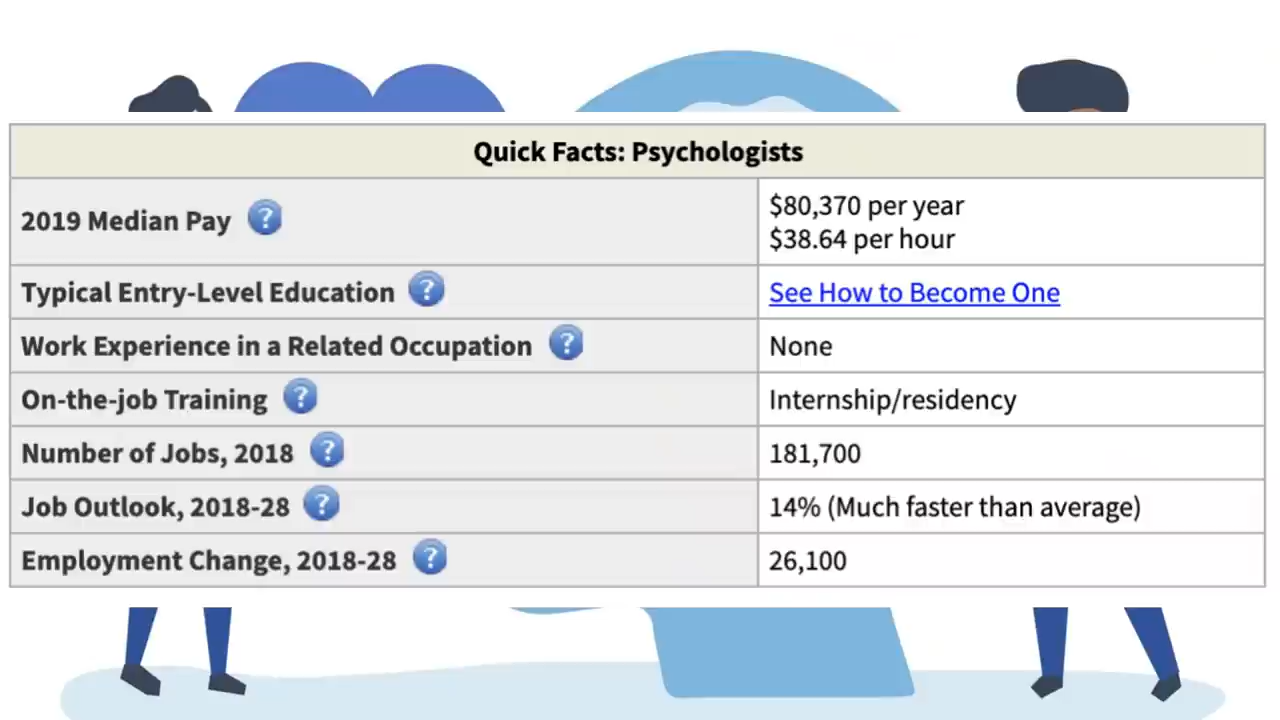 Quick Facts: Psychologists
2019 Median Pay ?
$80,370 per year
$38.64 per hour
Typical Entry-Level Education ?
See How to Become One
Work Experience in a Related Occupation ?
None
On-the-job Training ?
Internship/residency
Number of Jobs, 2018 ?
181,700
Job Outlook, 2018-28 ?
14% (Much faster than average)
Employment Change, 2018-28 ?
26,100